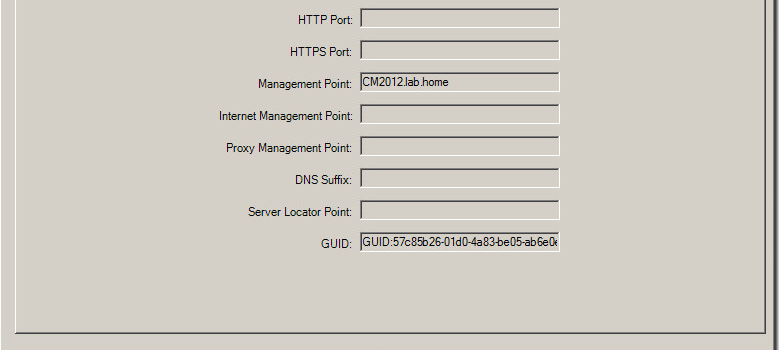 HTTP Port:
HTTPS Port:
Management Point: CM2012.lab.home
Internet Management Point:
Proxy Management Point:
DNS Suffix:
Server Locator Point:
GUID: GUID:57c85b26-01d0-4a83-be05-ab6e0